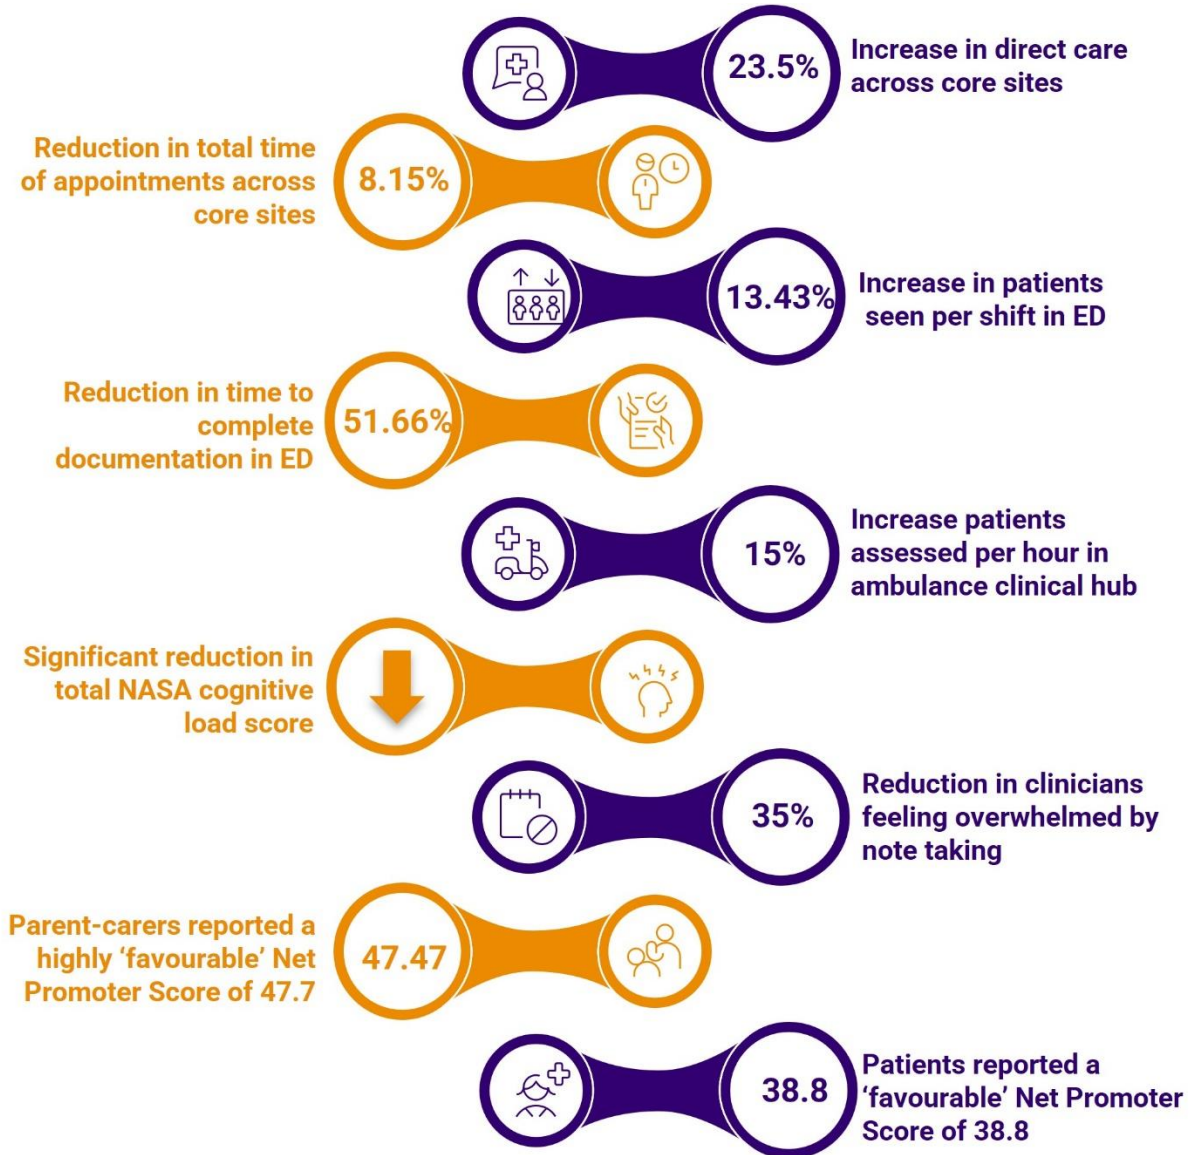 23.5%
Increase in direct care
across core sites
Reduction in total time
of appointments across
core sites
8.15%
13.43%
Increase in patients
seen per shift in ED
Reduction in time to
complete
documentation in ED
51.66%
15%
Increase patients
assessed per hour in
ambulance clinical hub
Significant reduction in
total NASA cognitive
load score
35%
Reduction in clinicians
feeling overwhelmed by
note taking
Parent-carers reported a
highly ‘favourable’ Net
Promoter Score of 47.7
47.47
38.8
Patients reported a
‘favourable’ Net Promoter
Score of 38.8